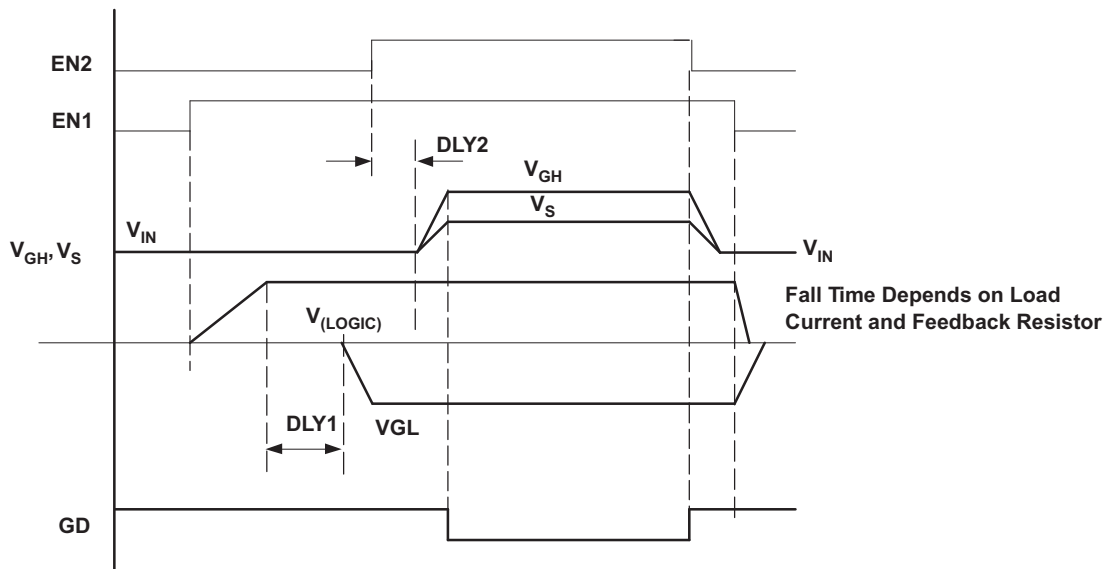 EN2
EN1
DLY2
V_GH
V_S
V_IN
V_GH, V_S
V_IN
Fall Time Depends on Load
Current and Feedback Resistor
V_(LOGIC)
DLY1
VGL
GD